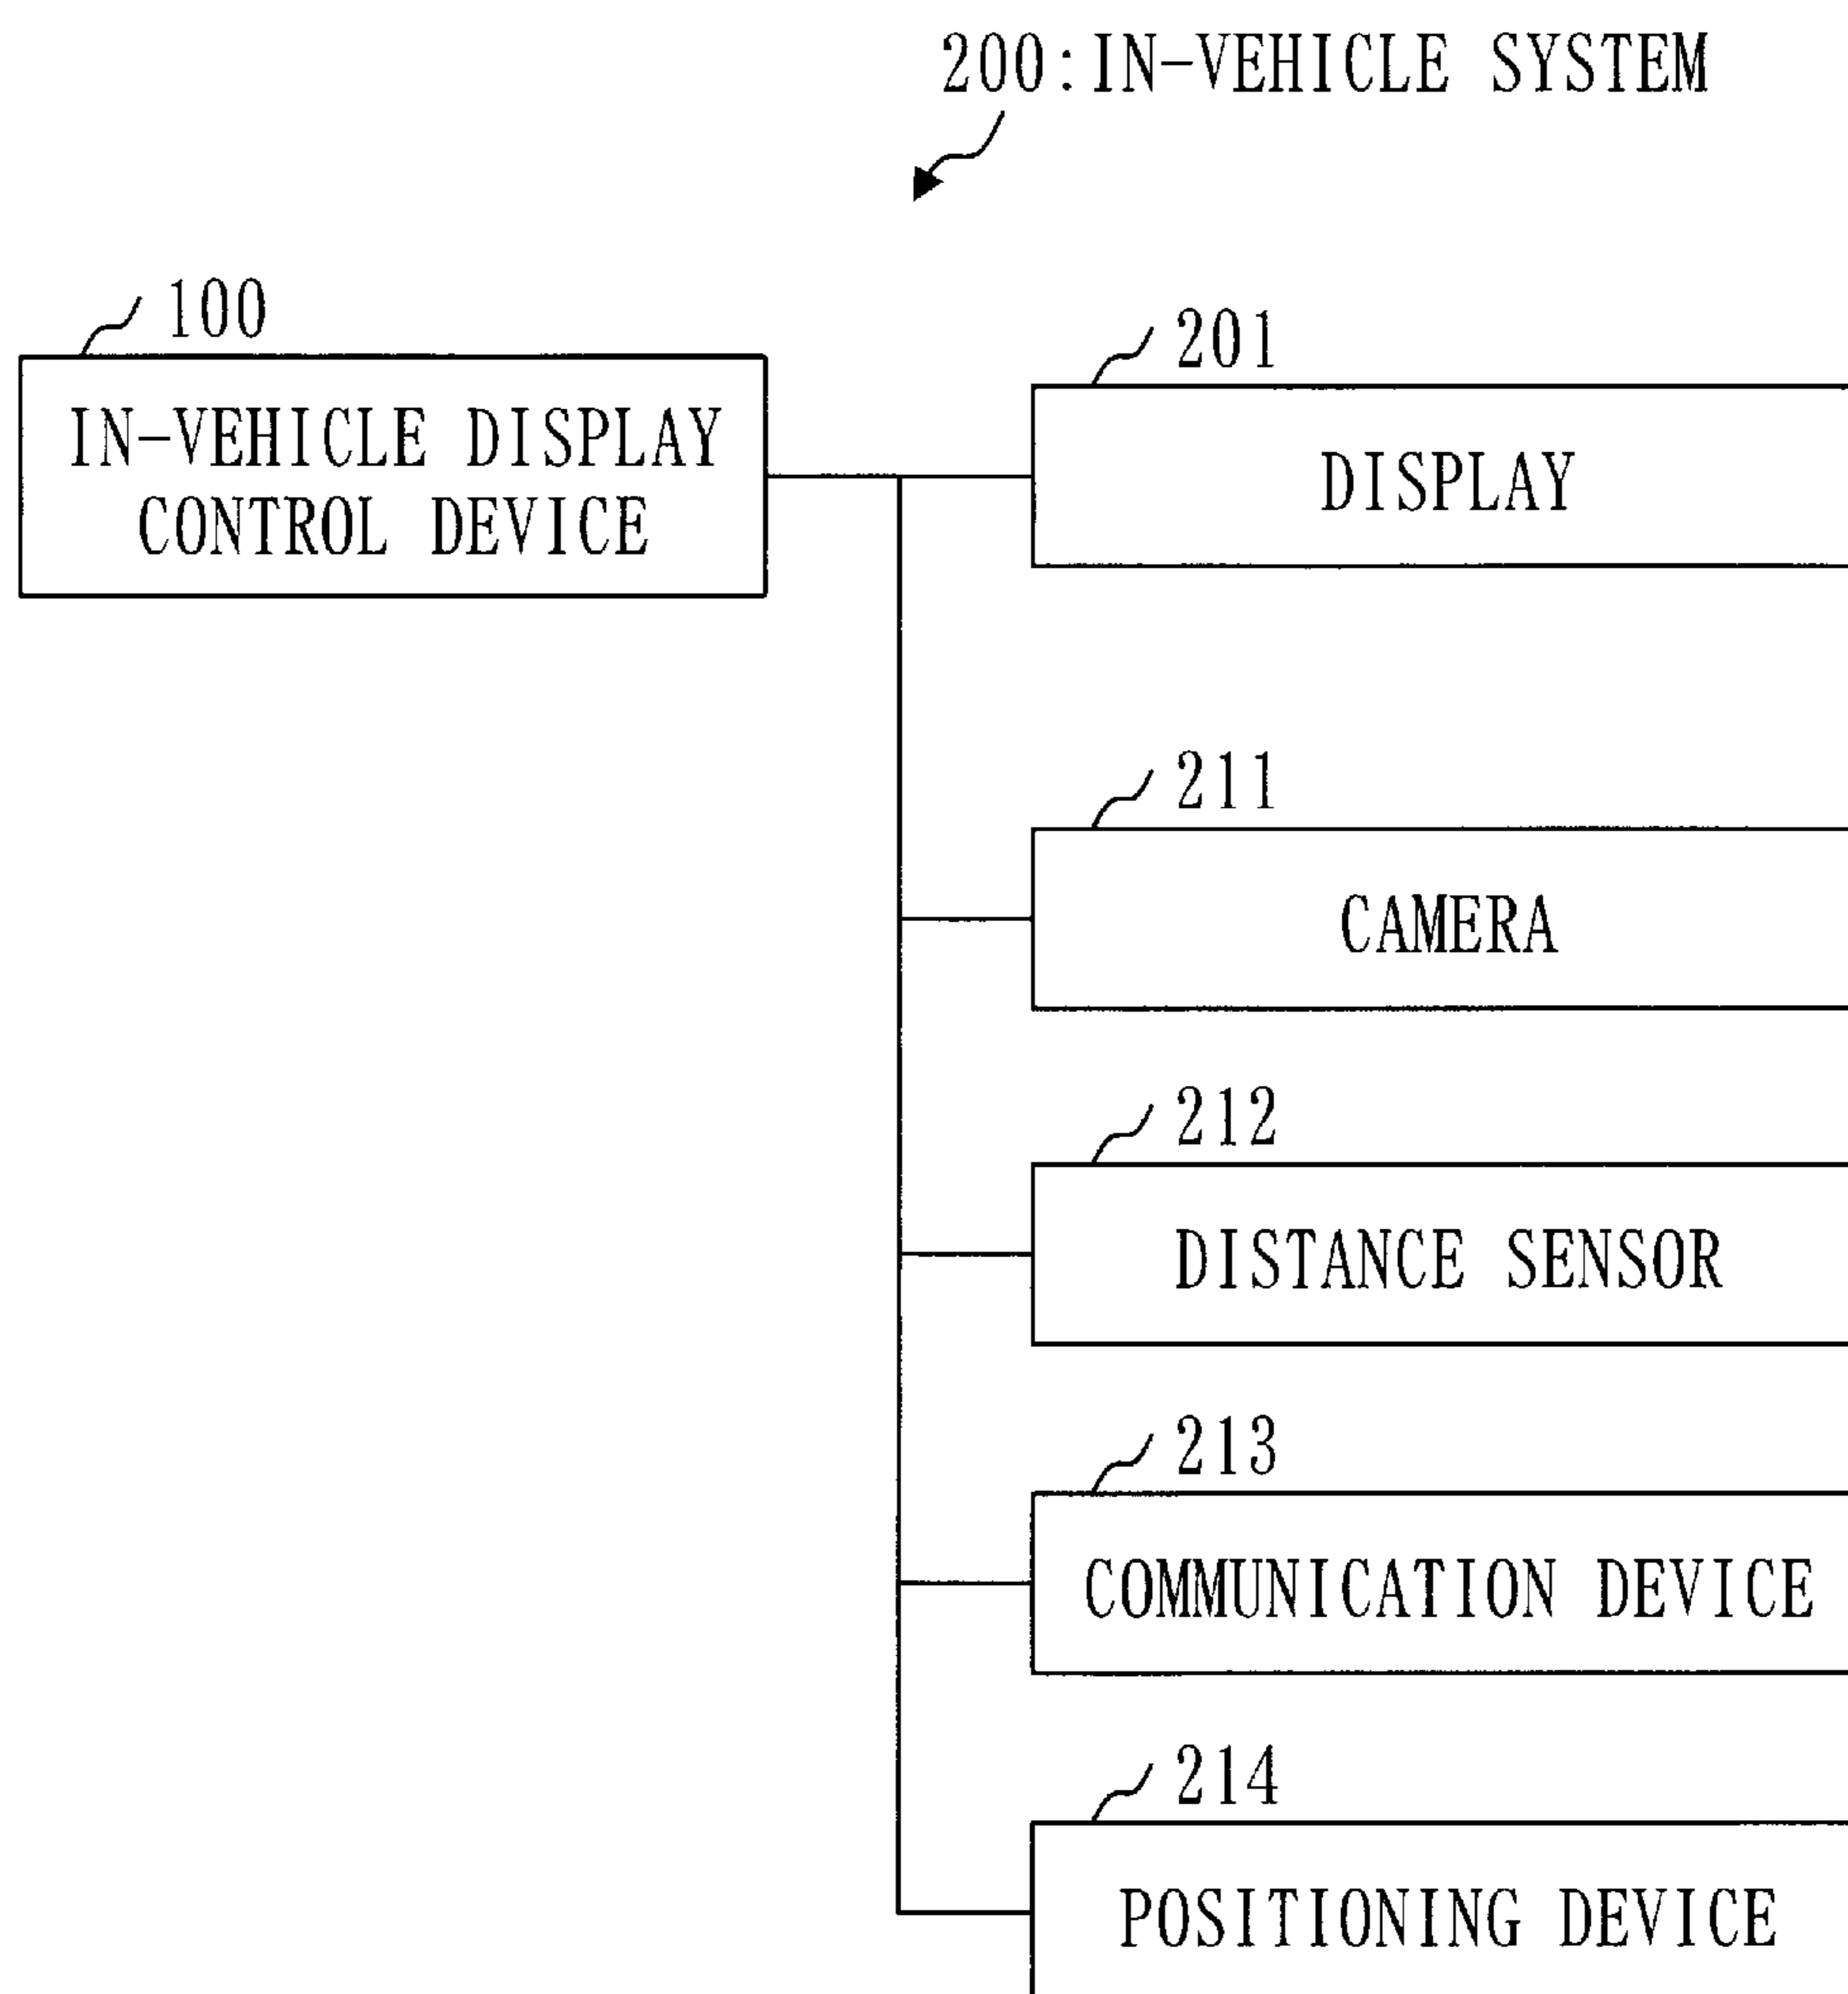 200:IN-VEHICLE SYSTEM
100
IN-VEHICLE DISPLAY
CONTROL DEVICE
201
DISPLAY
211
CAMERA
212
DISTANCE SENSOR
213
COMMUNICATION DEVICE
214
POSITIONING DEVICE